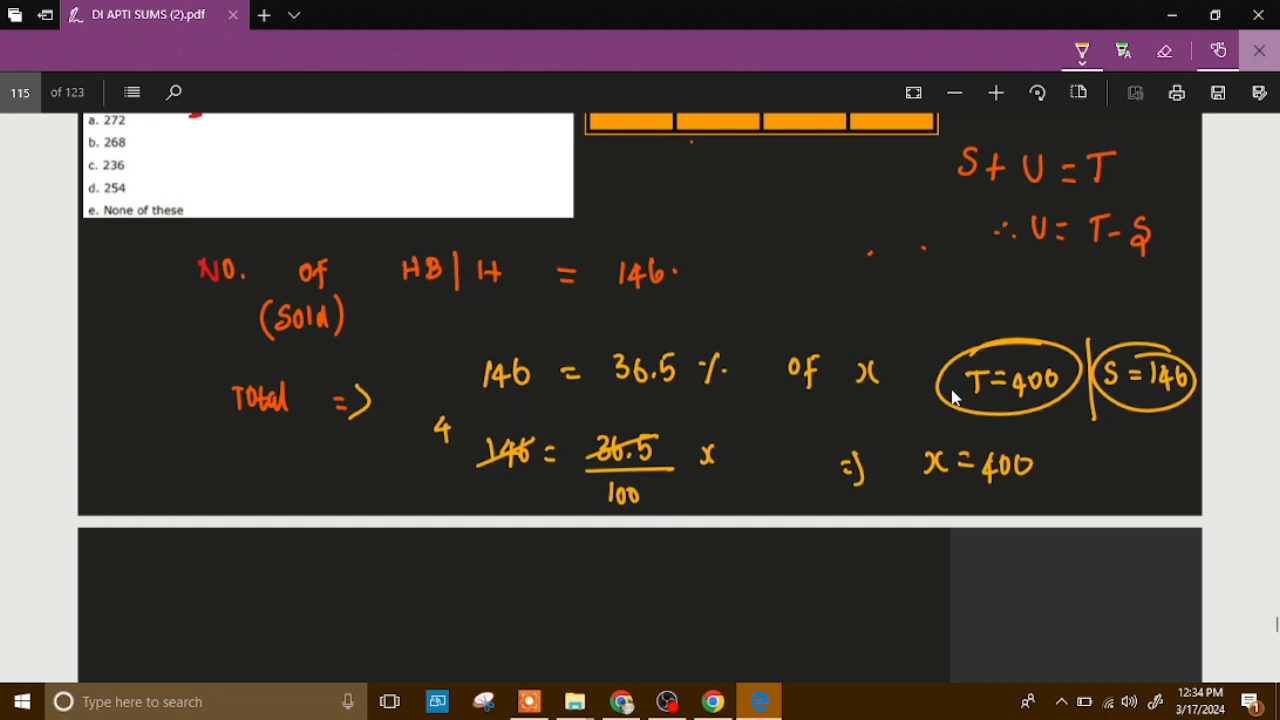 DI APTI SUMS (2).pdf
115 of 123
a. 272
b. 268
c. 236
d. 254
e. None of these
S + U = T
∴ U = T - S
NO. of HB | H = 146.
(Sold)
146 = 36.5 % of x
T = 400 | S = 146
Total =>
4
146 = 36.5 x => x = 400
100
Type here to search
12:34 PM
3/17/2024
1